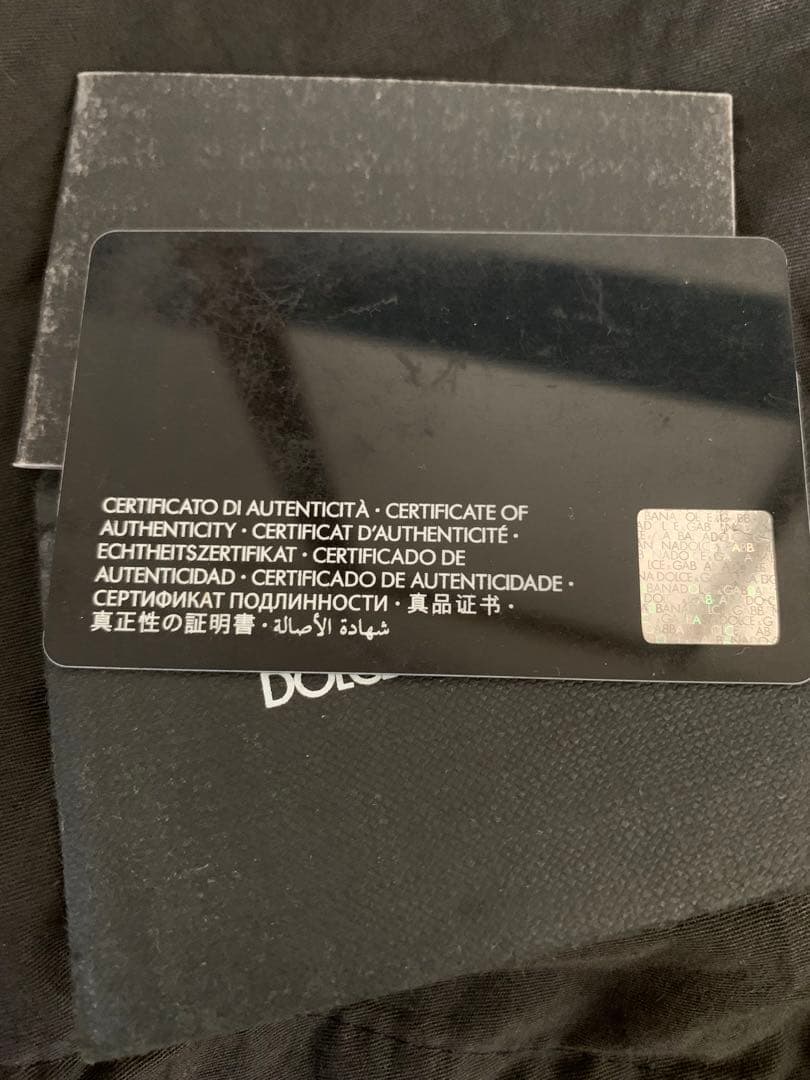 CERTIFICATO DI AUTENTICITÀ · CERTIFICATE OF
AUTHENTICITY · CERTIFICAT D'AUTHENTICITÉ ·
ECHTHEITSZERTIFIKAT · CERTIFICADO DE
AUTENTICIDAD · CERTIFICADO DE AUTENTICIDADE ·
СЕРТИФИКАТ ПОДЛИННОСТИ · 真品证书 ·
真正性の証明書 · شهادة الأصالة
DOLCE